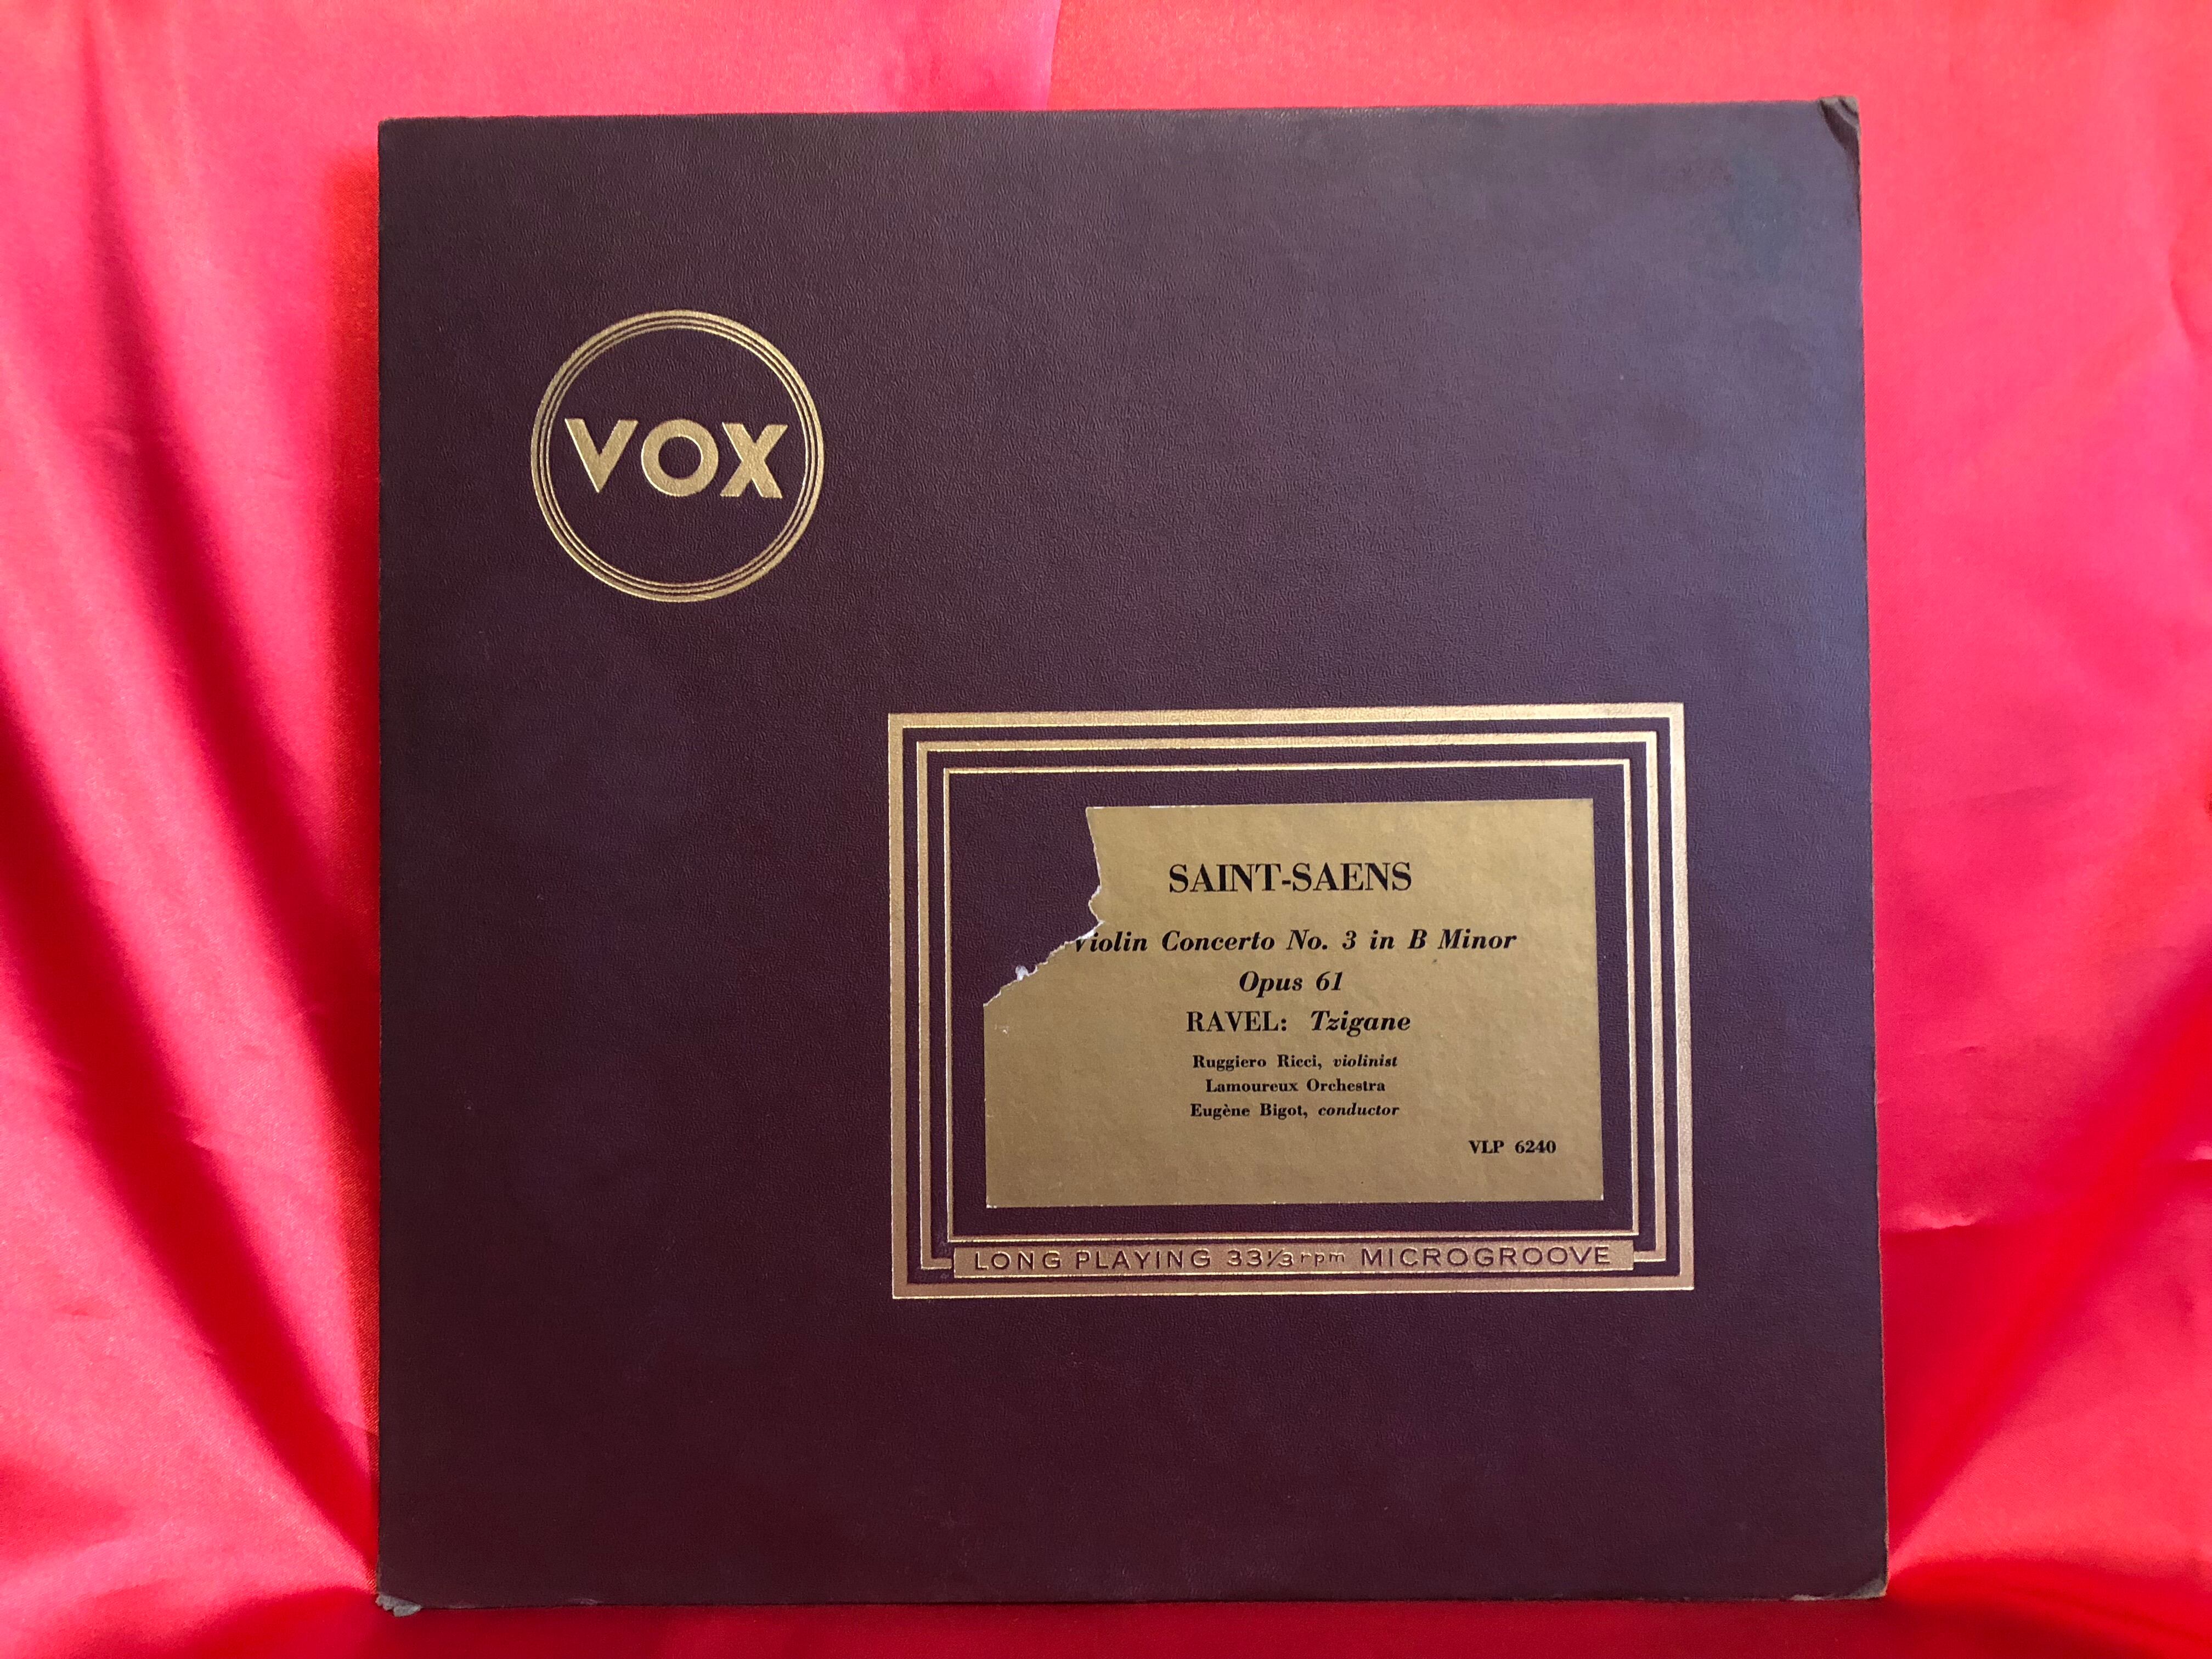 VOX
SAINT-SAENS
Violin Concerto No. 3 in B Minor
Opus 61
RAVEL: Tzigane
Ruggiero Ricci, violinist
Lamoureux Orchestra
Eugène Bigot, conductor
VLP 6240
LONG PLAYING 33⅓ rpm MICROGROOVE